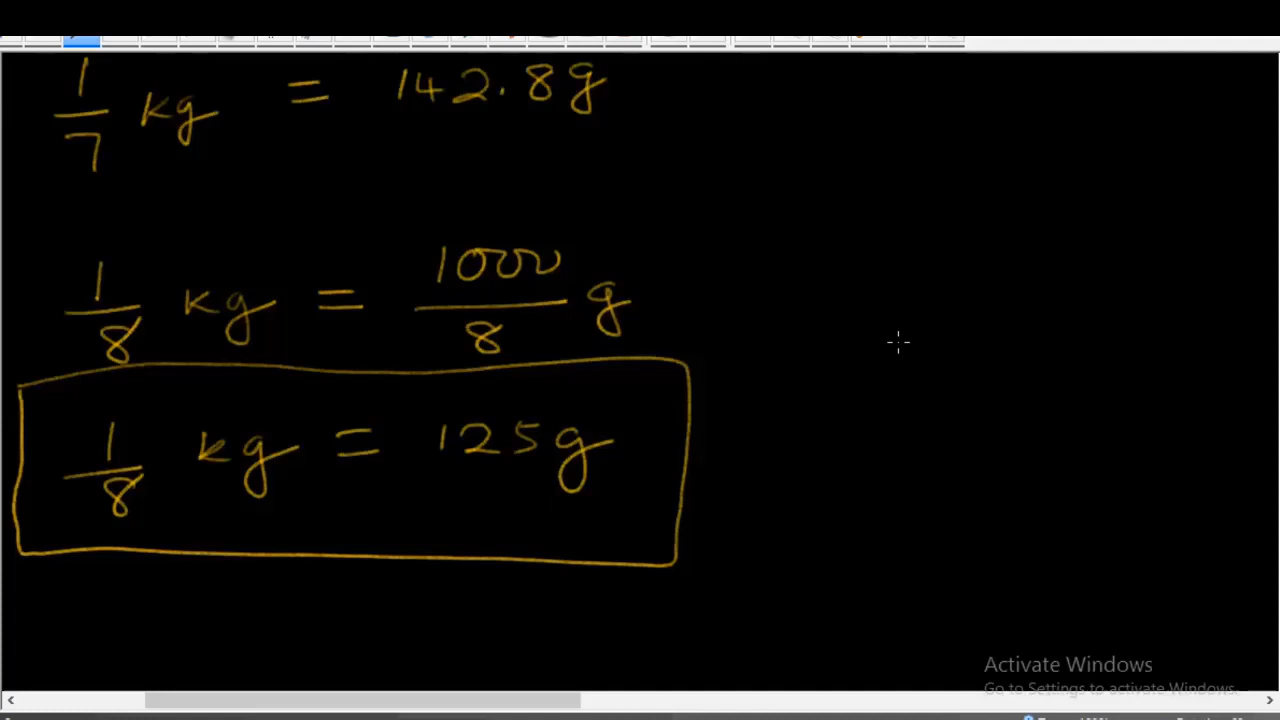 1/7 kg = 142.8g
1/8 kg = 1000/8 g
1/8 kg = 125g
Activate Windows
Go to Settings to activate Windows.